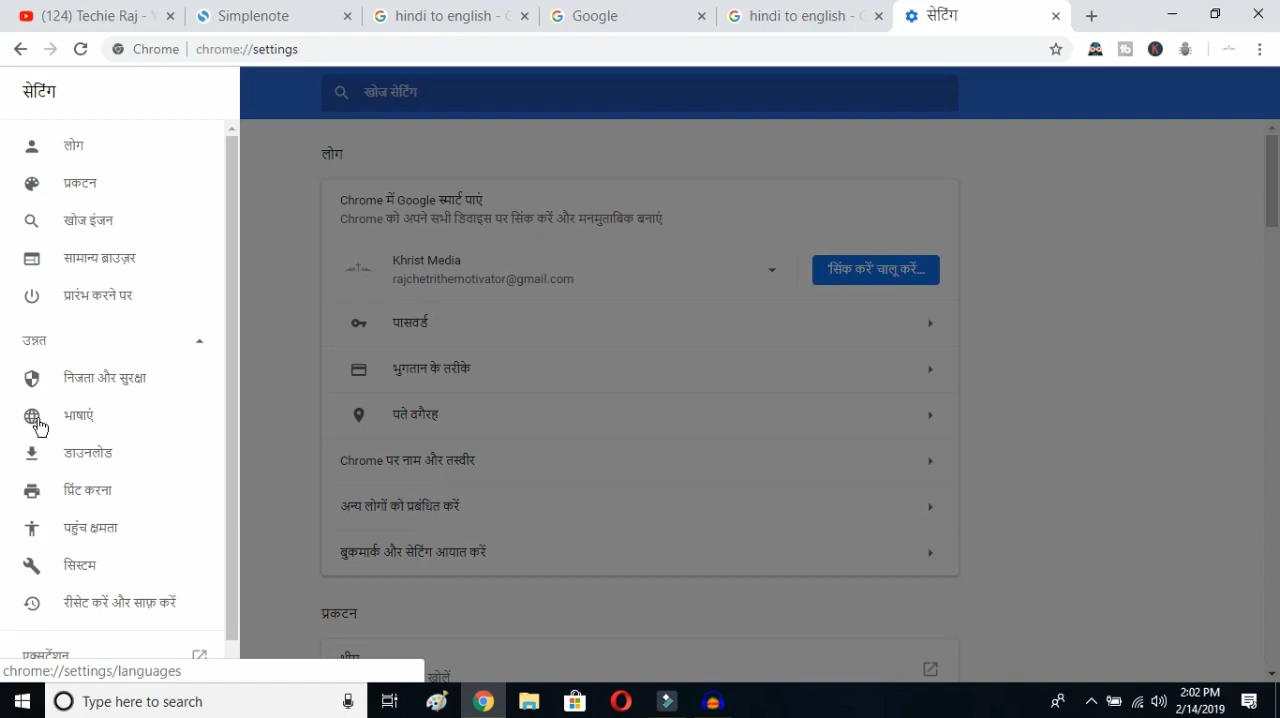 (124) Techie Raj - Y
Simplenote
hindi to english - G
Google
hindi to english - G
सेटिंग
Chrome
chrome://settings
सेटिंग
खोज सेटिंग
लोग
प्रकटन
खोज इंजन
सामान्य ब्राउज़र
प्रारंभ करने पर
उन्नत
निजता और सुरक्षा
भाषाएं
डाउनलोड
प्रिंट करना
पहुंच क्षमता
सिस्टम
रीसेट करें और साफ़ करें
एक्सटेंशन
लोग
Chrome में Google स्मार्ट पाएं
Chrome को अपने सभी डिवाइस पर सिंक करें और मनमुताबिक बनाएं
Khrist Media
rajchetrithemotivator@gmail.com
'सिंक करें' चालू करें...
पासवर्ड
भुगतान के तरीके
पते वगैरह
Chrome पर नाम और तस्वीर
अन्य लोगों को प्रबंधित करें
बुकमार्क और सेटिंग आयात करें
प्रकटन
थीम
खोलें
chrome://settings/languages
Type here to search
2:02 PM
2/14/2019